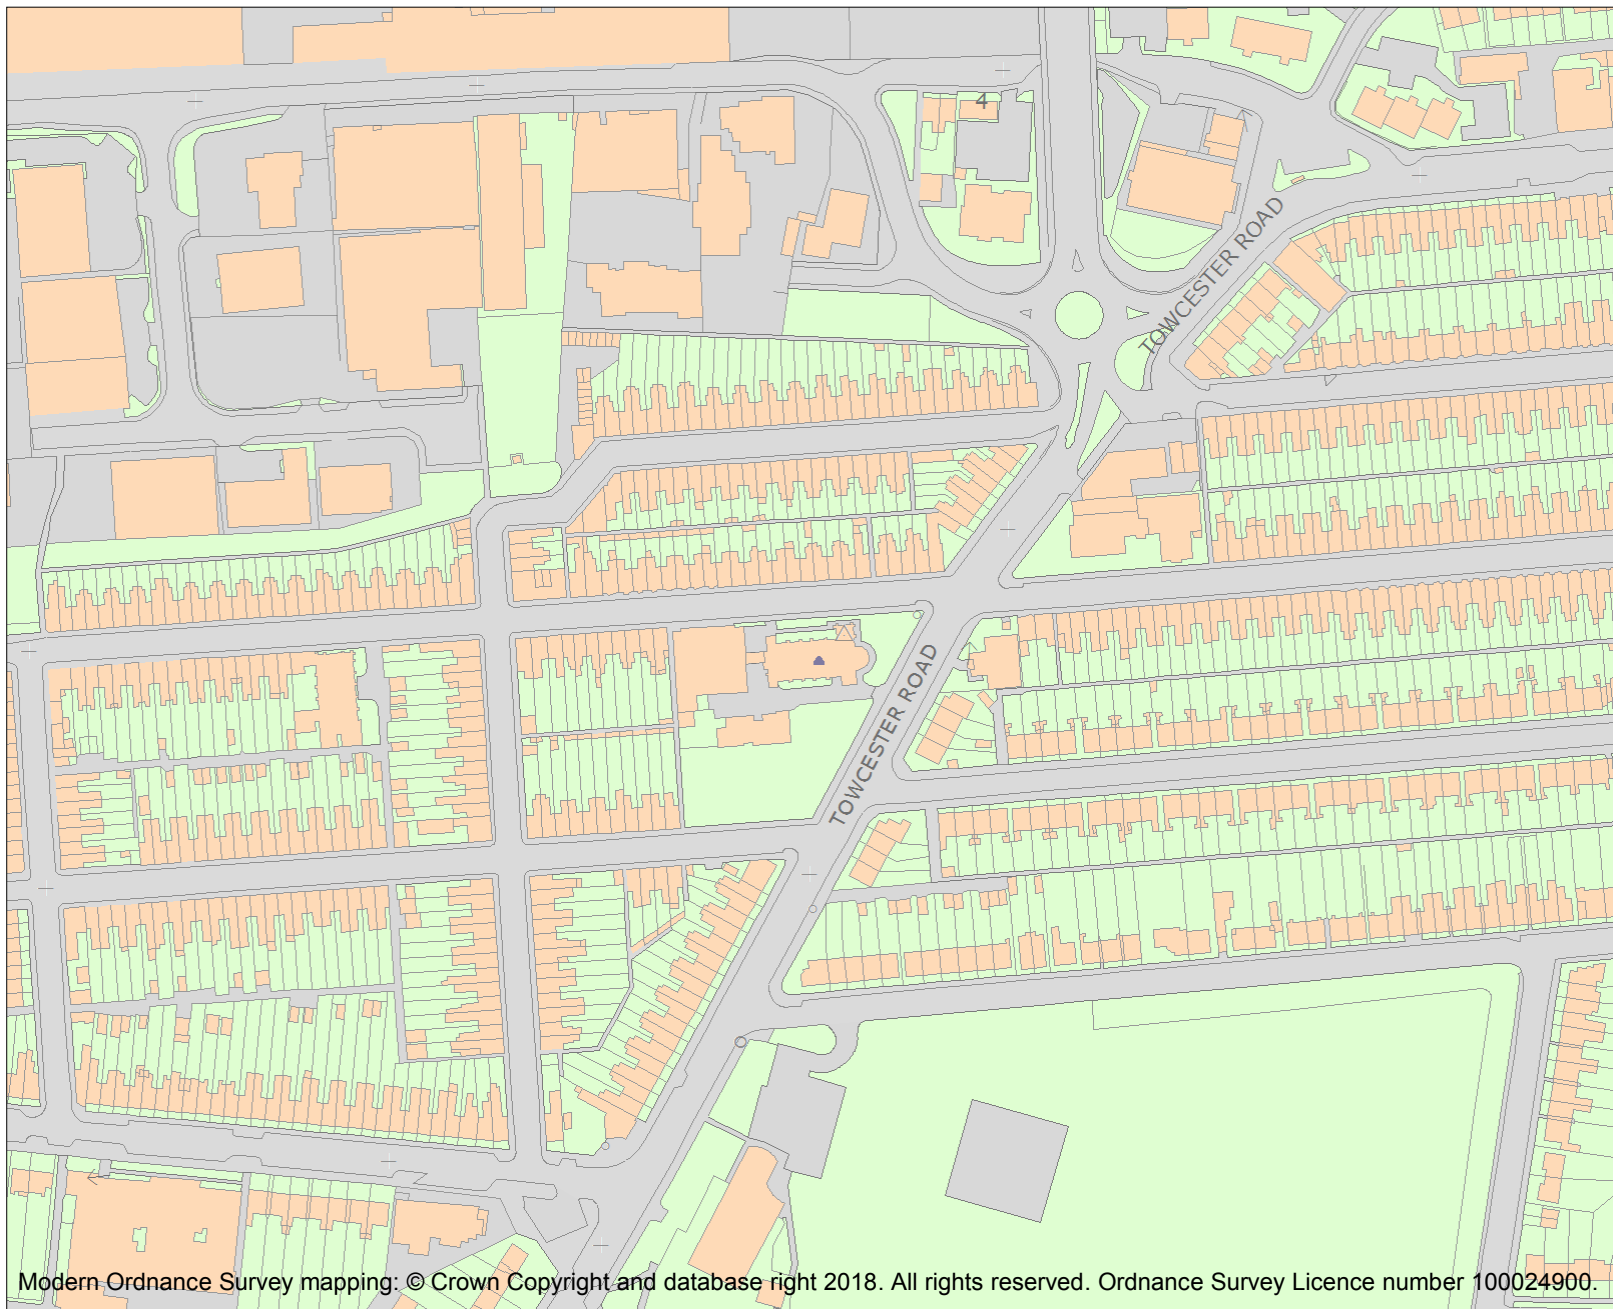 4
TOWCESTER ROAD
TOWCESTER ROAD
Modern Ordnance Survey mapping: © Crown Copyright and database right 2018. All rights reserved. Ordnance Survey Licence number 100024900.